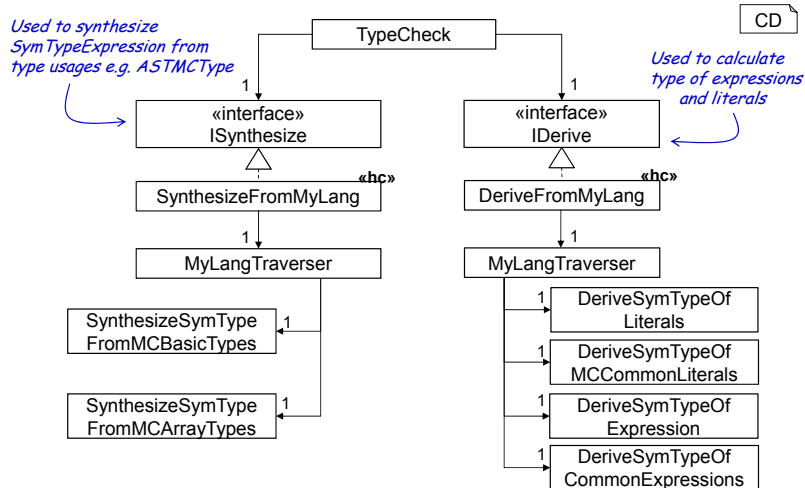 Used to synthesize
SymTypeExpression from
type usages e.g. ASTMCType
TypeCheck
CD
Used to calculate
type of expressions
and literals
1
1
«interface»
ISynthesize
«interface»
IDerive
«hc»
SynthesizeFromMyLang
«hc»
DeriveFromMyLang
1
1
MyLangTraverser
MyLangTraverser
SynthesizeSymType
FromMCBasicTypes
1
SynthesizeSymType
FromMCArrayTypes
1
1
DeriveSymTypeOf
Literals
1
DeriveSymTypeOf
MCCommonLiterals
1
DeriveSymTypeOf
Expression
1
DeriveSymTypeOf
CommonExpressions